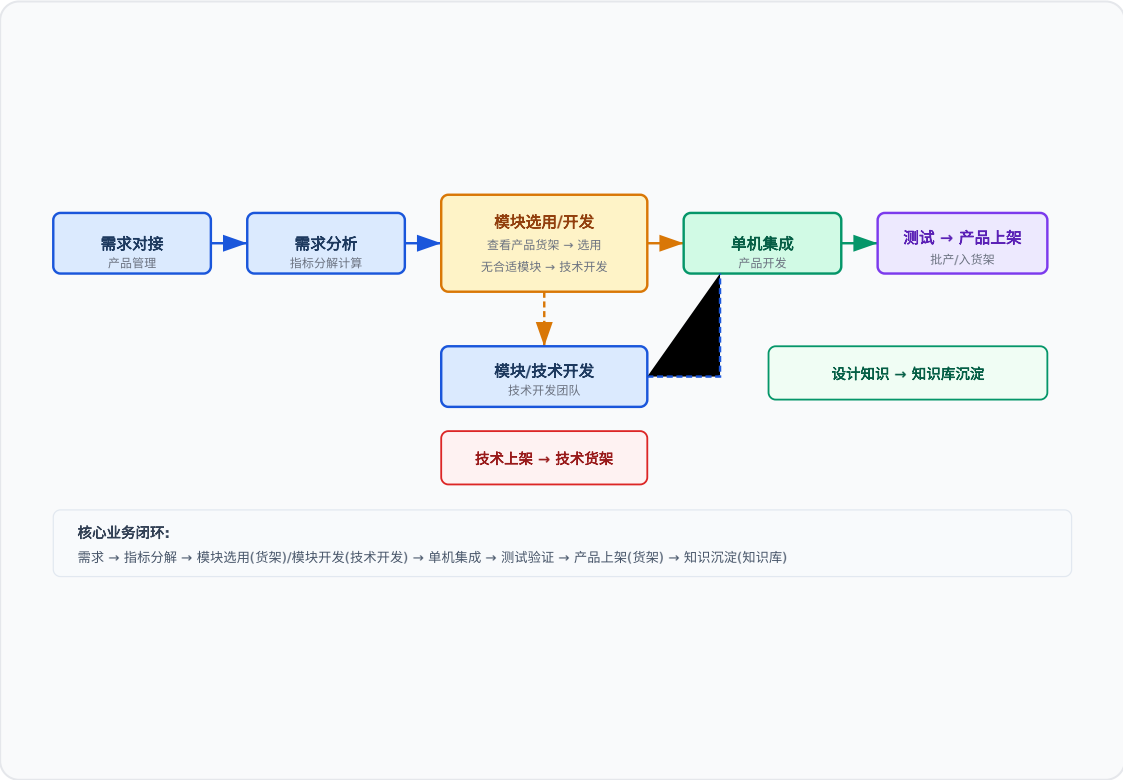 需求对接
产品管理
需求分析
指标分解计算
模块选用/开发
查看产品货架 → 选用
无合适模块 → 技术开发
单机集成
产品开发
测试 → 产品上架
批产/入货架
模块/技术开发
技术开发团队
设计知识 → 知识库沉淀
技术上架 → 技术货架
核心业务闭环:
需求 → 指标分解 → 模块选用(货架)/模块开发(技术开发) → 单机集成 → 测试验证 → 产品上架(货架) → 知识沉淀(知识库)